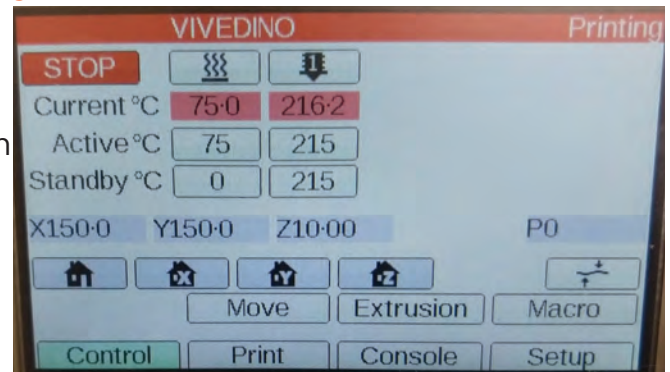 VIVEDINO Printing
STOP 1
Current °C 75.0 216.2
Active °C 75 215
Standby °C 0 215
X150.0 Y150.0 Z10.00 P0
X Y Z
Move Extrusion Macro
Control Print Console Setup
n